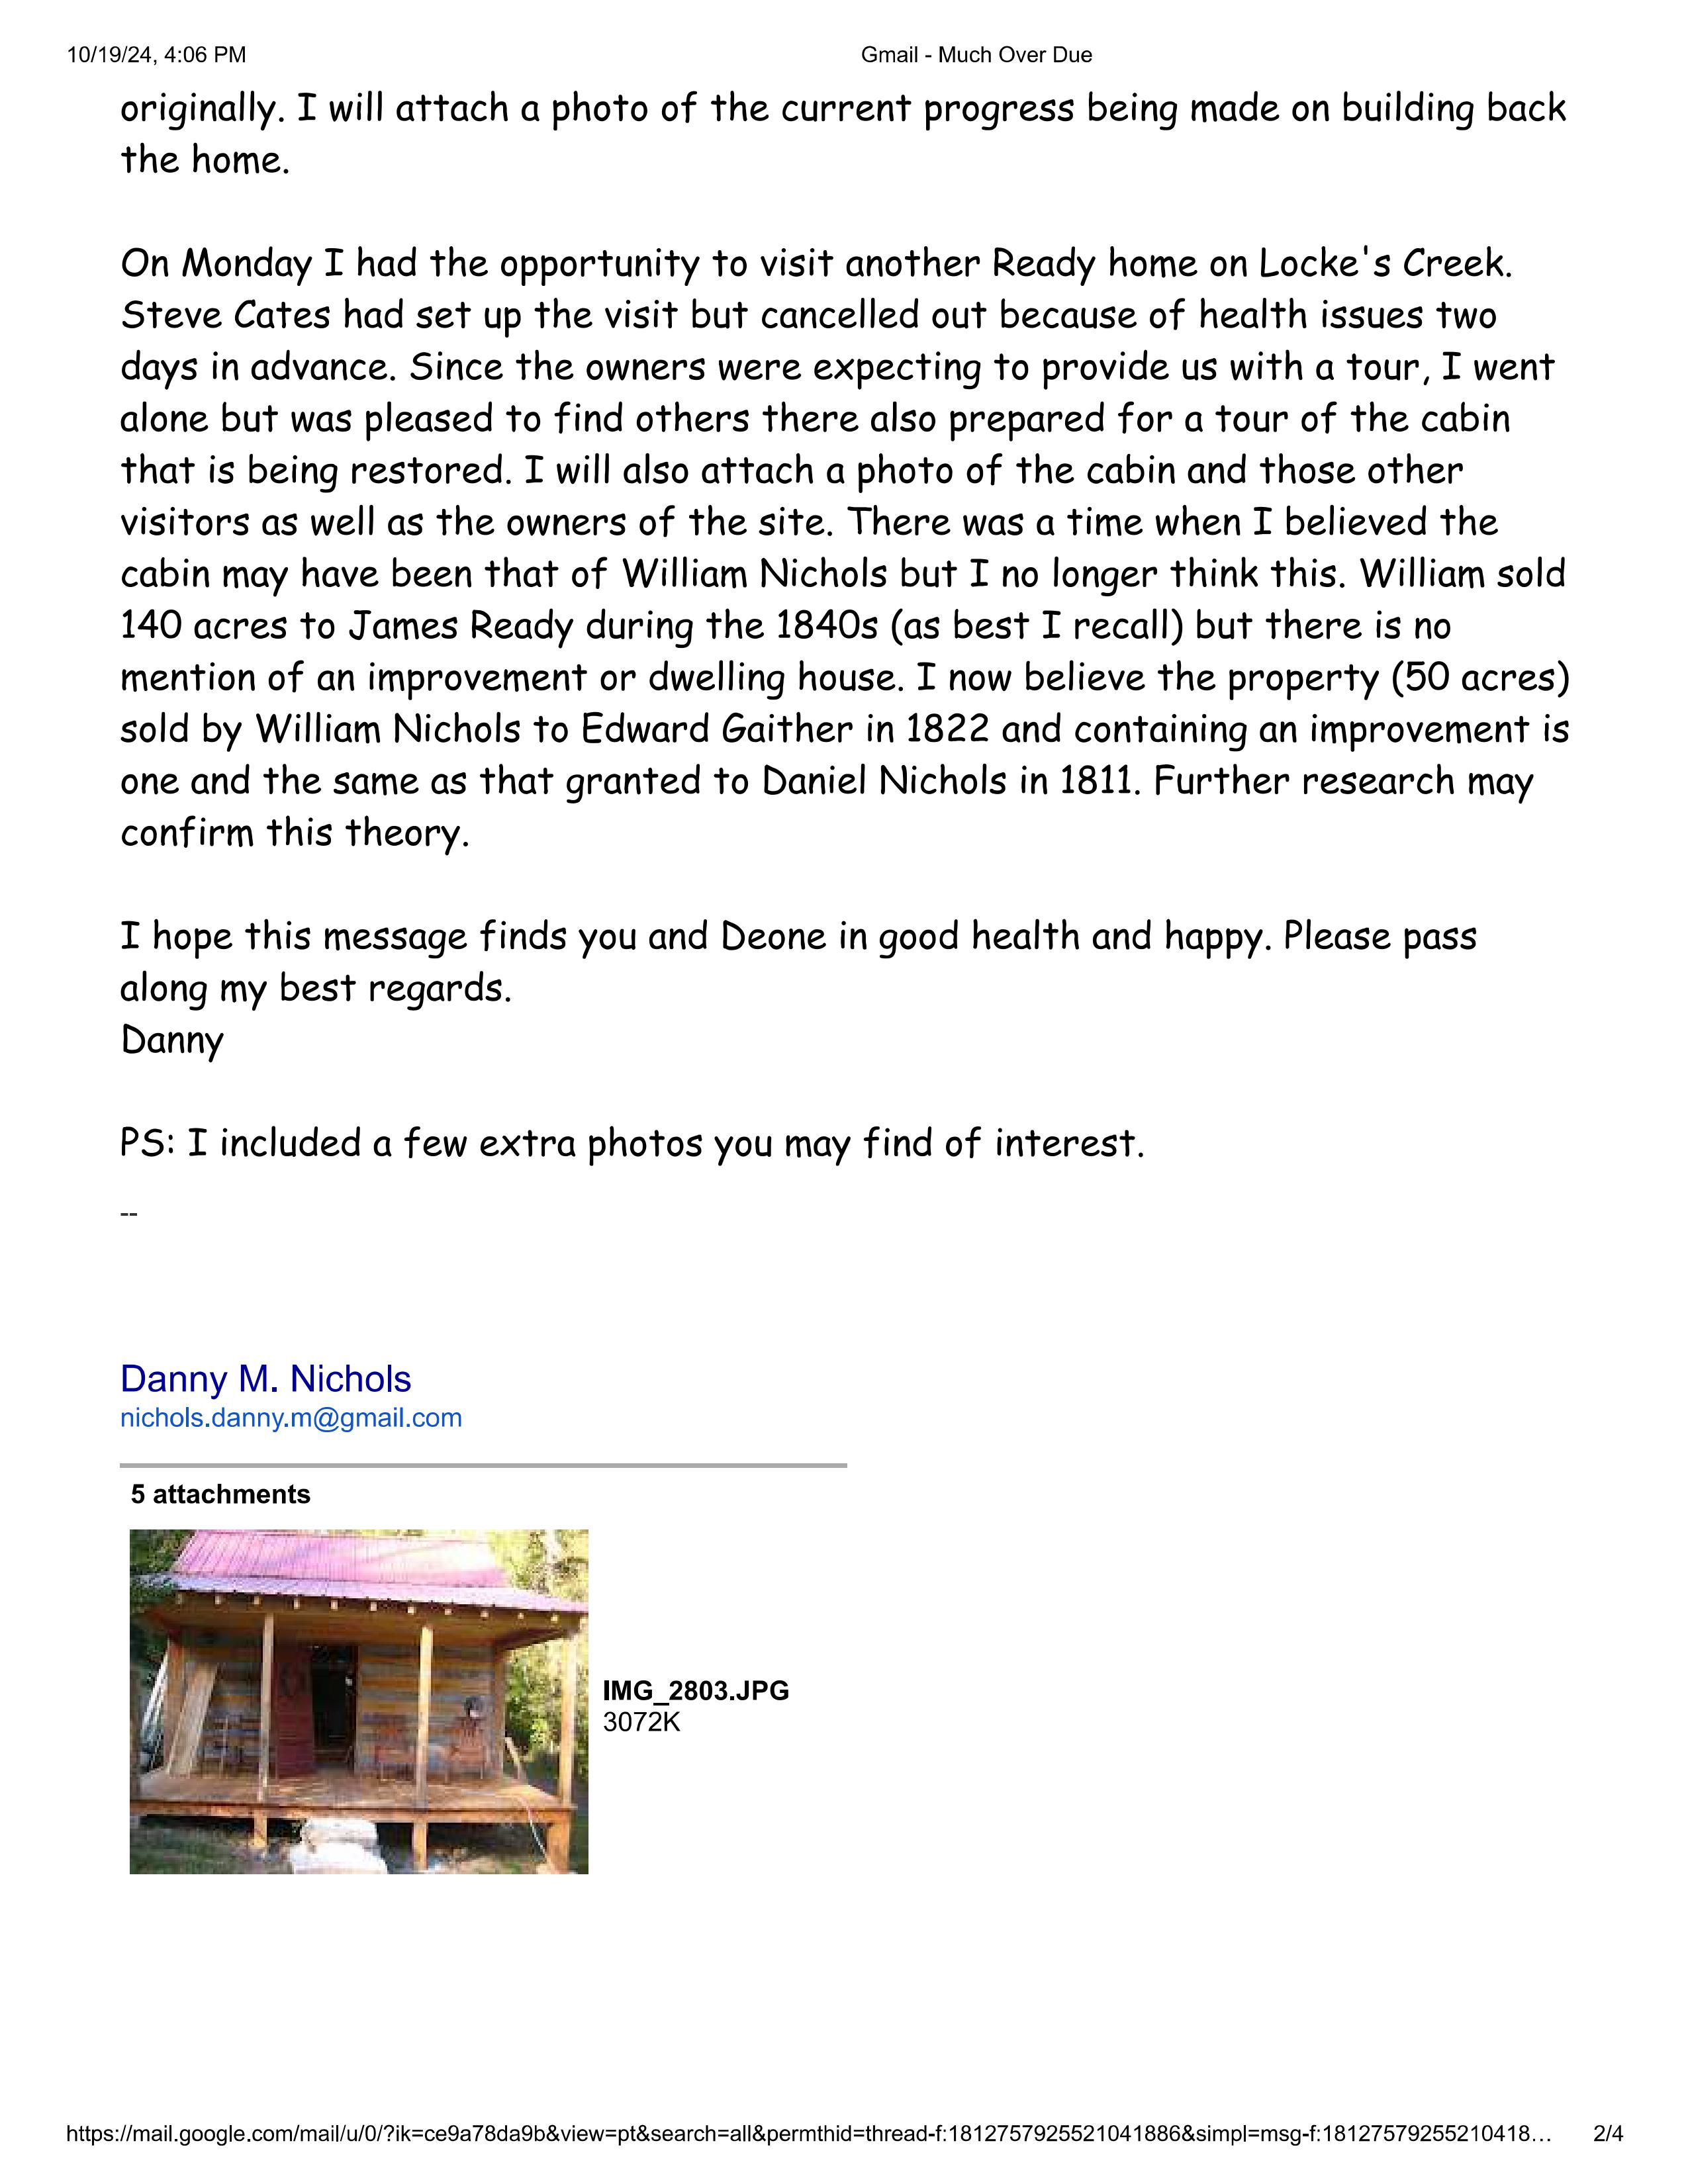 10/19/24, 4:06 PM Gmail - Much Over Due
originally. I will attach a photo of the current progress being made on building back
the home.
On Monday I had the opportunity to visit another Ready home on Locke's Creek.
Steve Cates had set up the visit but cancelled out because of health issues two
days in advance. Since the owners were expecting to provide us with a tour, I went
alone but was pleased to find others there also prepared for a tour of the cabin
that is being restored. I will also attach a photo of the cabin and those other
visitors as well as the owners of the site. There was a time when I believed the
cabin may have been that of William Nichols but I no longer think this. William sold
140 acres to James Ready during the 1840s (as best I recall) but there is no
mention of an improvement or dwelling house. I now believe the property (50 acres)
sold by William Nichols to Edward Gaither in 1822 and containing an improvement is
one and the same as that granted to Daniel Nichols in 1811. Further research may
confirm this theory.
I hope this message finds you and Deone in good health and happy. Please pass
along my best regards.
Danny
PS: I included a few extra photos you may find of interest.
--
Danny M. Nichols
nichols.danny.m@gmail.com
5 attachments
IMG_2803.JPG
3072K
https://mail.google.com/mail/u/0/?ik=ce9a78da9b&view=pt&search=all&permthid=thread-f:1812757925521041886&simpl=msg-f:18127579255210418… 2/4